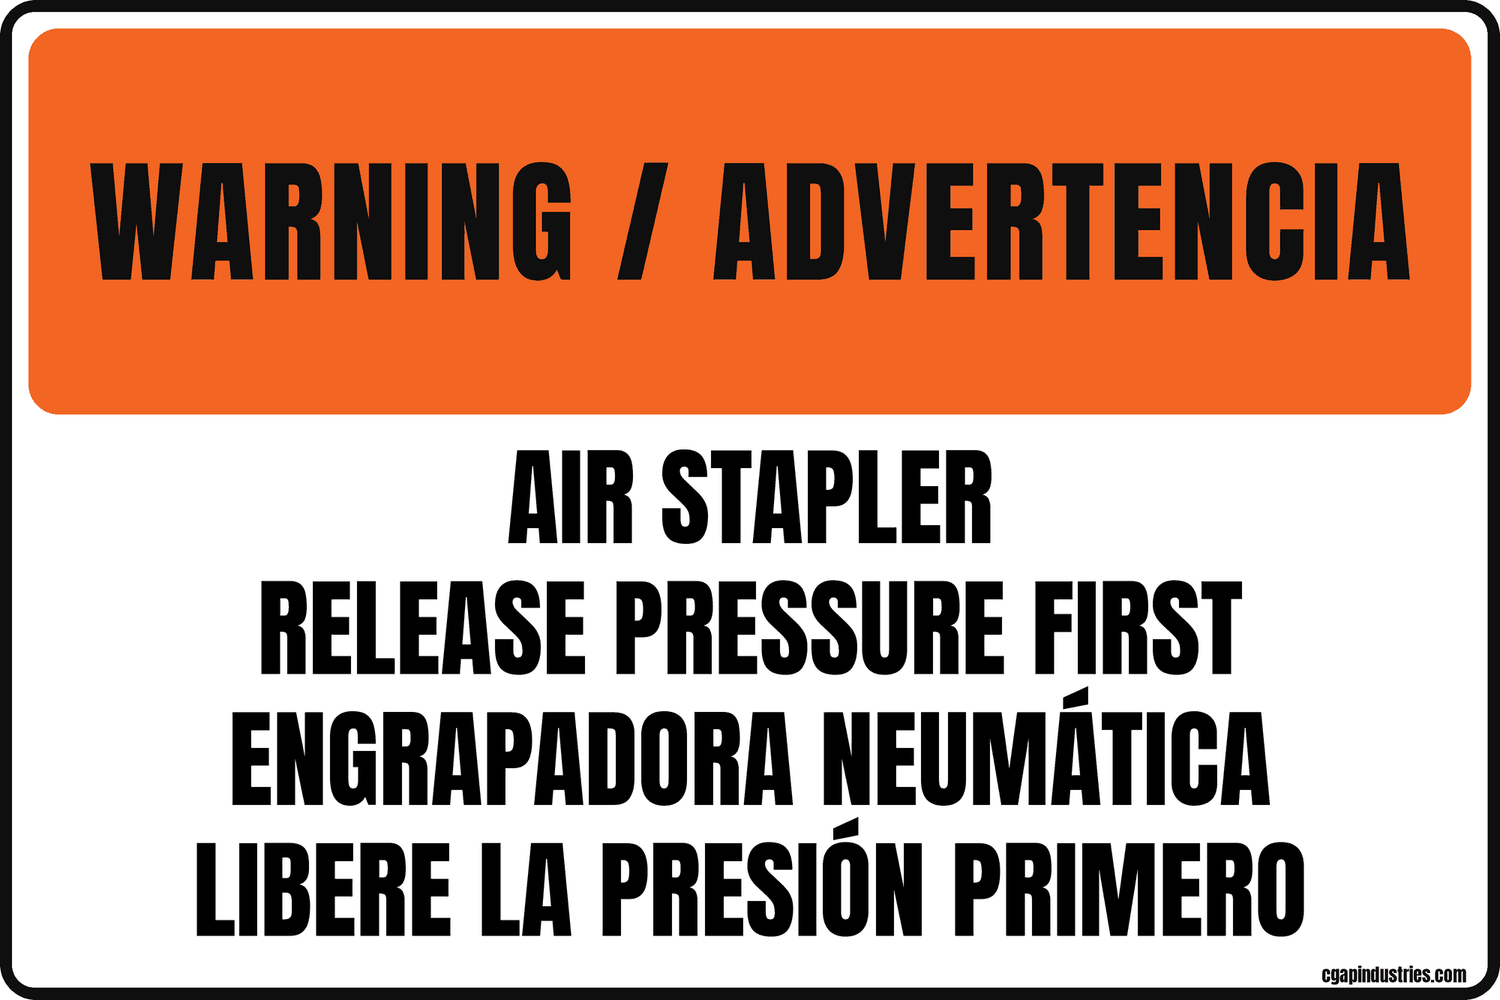 WARNING / ADVERTENCIA
AIR STAPLER
RELEASE PRESSURE FIRST
ENGRAPADORA NEUMÁTICA
LIBERE LA PRESIÓN PRIMERO
cgapindustries.com